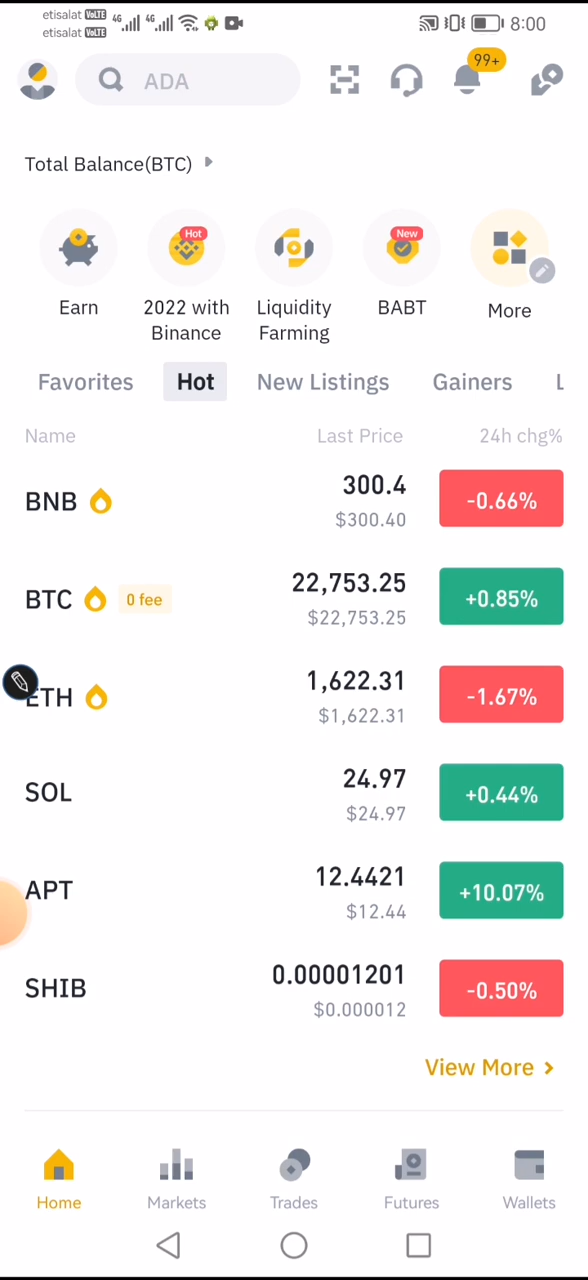 etisalat VoLTE 4G 4G 8:00
etisalat VoLTE
ADA
99+
Total Balance(BTC)
Hot
New
Earn
2022 with
Binance
Liquidity
Farming
BABT
More
Favorites Hot New Listings Gainers L
Name Last Price 24h chg%
BNB 300.4 -0.66%
$300.40
BTC 0 fee 22,753.25 +0.85%
$22,753.25
ETH 1,622.31 -1.67%
$1,622.31
SOL 24.97 +0.44%
$24.97
APT 12.4421 +10.07%
$12.44
SHIB 0.00001201 -0.50%
$0.000012
View More >
Home Markets Trades Futures Wallets